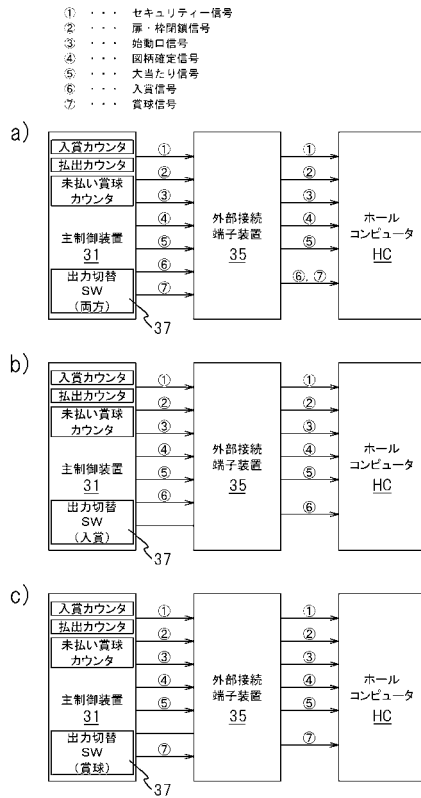 ① ・・・ セキュリティー信号
② ・・・ 扉・枠閉鎖信号
③ ・・・ 始動口信号
④ ・・・ 図柄確定信号
⑤ ・・・ 大当たり信号
⑥ ・・・ 入賞信号
⑦ ・・・ 賞球信号
a)
入賞カウンタ
払出カウンタ
未払い賞球
カウンタ
主制御装置
31
出力切替
SW
(両方)
37
①
②
③
④
⑤
⑥
⑦
外部接続
端子装置
35
①
②
③
④
⑤
⑥, ⑦
ホール
コンピュータ
HC
b)
入賞カウンタ
払出カウンタ
未払い賞球
カウンタ
主制御装置
31
出力切替
SW
(入賞)
37
①
②
③
④
⑤
⑥
外部接続
端子装置
35
①
②
③
④
⑤
⑥
ホール
コンピュータ
HC
c)
入賞カウンタ
払出カウンタ
未払い賞球
カウンタ
主制御装置
31
出力切替
SW
(賞球)
37
①
②
③
④
⑤
⑦
外部接続
端子装置
35
①
②
③
④
⑤
⑦
ホール
コンピュータ
HC